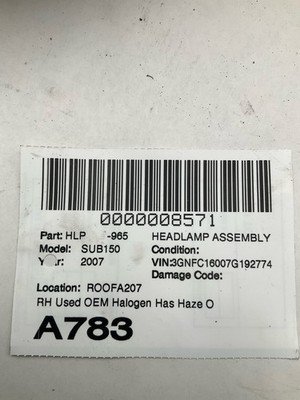 0000008571
Part: HLP -965 HEADLAMP ASSEMBLY
Model: SUB150 Condition:
Year: 2007 VIN:3GNFC16007G192774
Damage Code:
Location: ROOFA207
RH Used OEM Halogen Has Haze O
A783